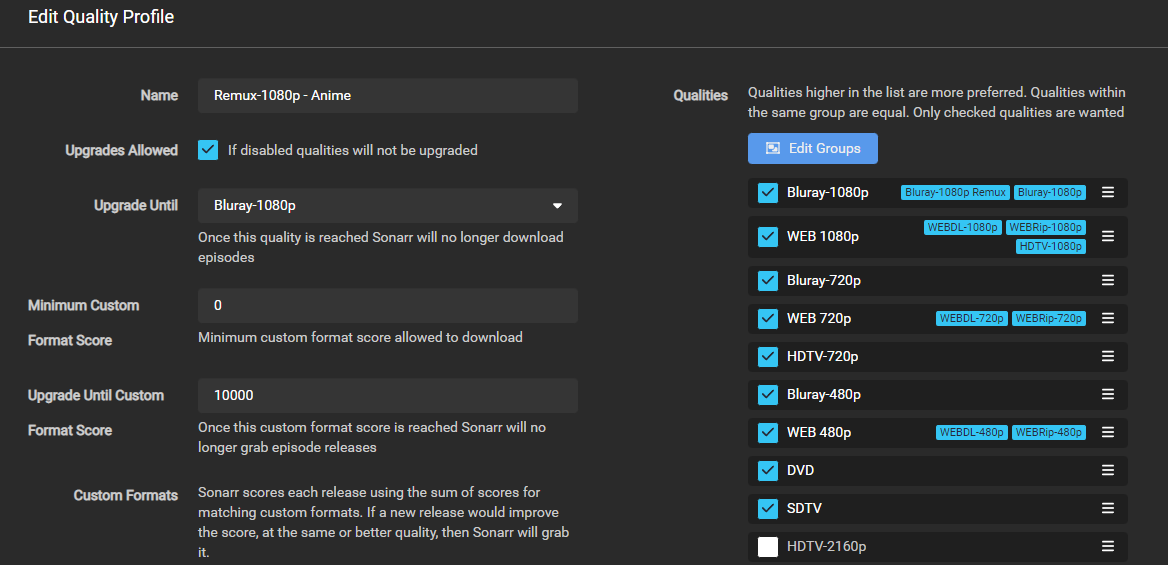 Edit Quality Profile
Name
Remux-1080p - Anime
Upgrades Allowed
If disabled qualities will not be upgraded
Upgrade Until
Bluray-1080p
Once this quality is reached Sonarr will no longer download
episodes
Minimum Custom
Format Score
0
Minimum custom format score allowed to download
Upgrade Until Custom
Format Score
10000
Once this custom format score is reached Sonarr will no
longer grab episode releases
Custom Formats
Sonarr scores each release using the sum of scores for
matching custom formats. If a new release would improve
the score, at the same or better quality, then Sonarr will grab
it.
Qualities
Qualities higher in the list are more preferred. Qualities within
the same group are equal. Only checked qualities are wanted
Edit Groups
Bluray-1080p Bluray-1080p Remux Bluray-1080p
WEB 1080p WEBDL-1080p WEBRip-1080p
HDTV-1080p
Bluray-720p
WEB 720p WEBDL-720p WEBRip-720p
HDTV-720p
Bluray-480p
WEB 480p WEBDL-480p WEBRip-480p
DVD
SDTV
HDTV-2160p